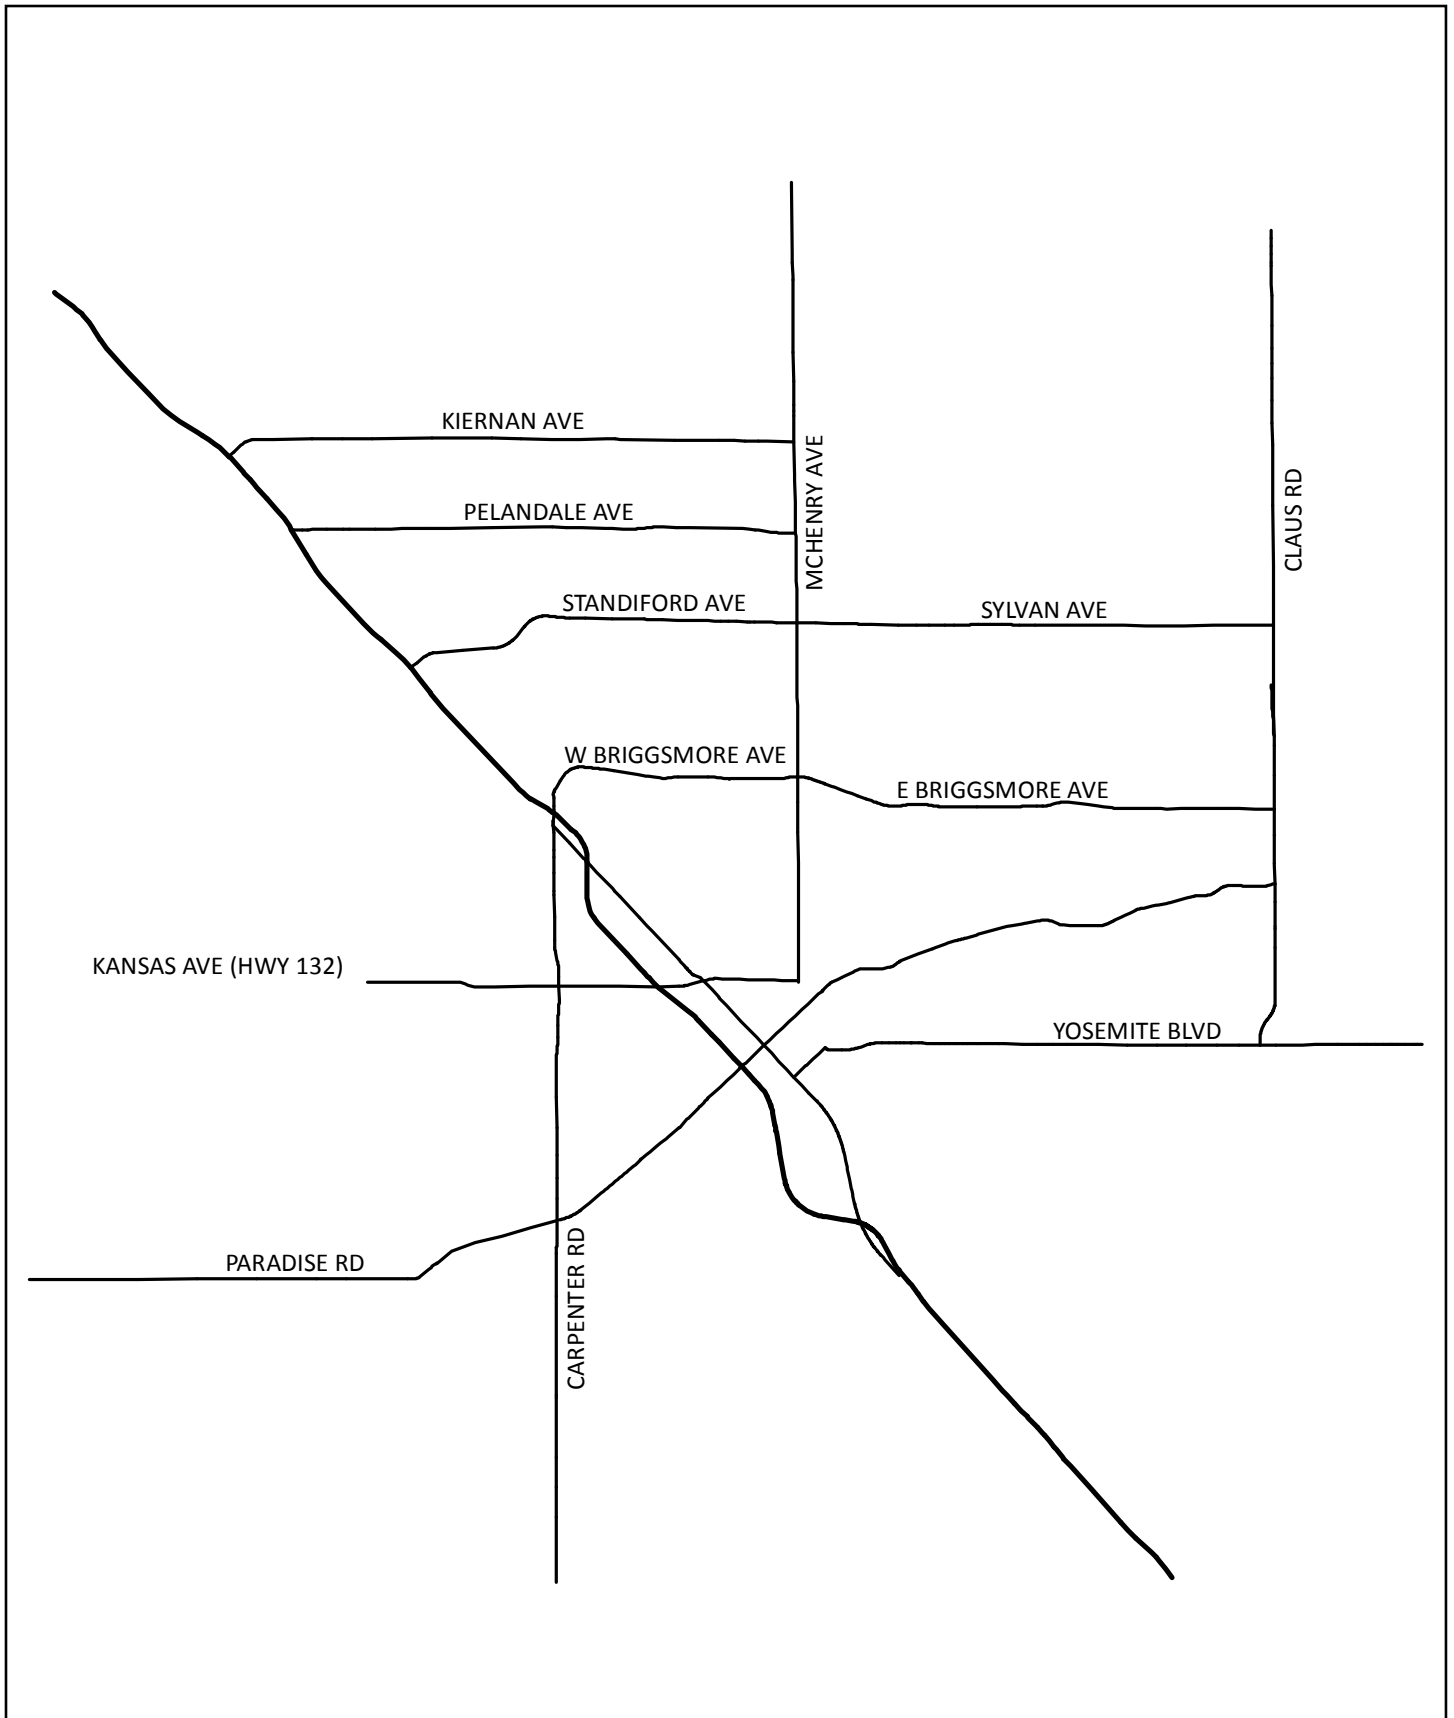 KIERNAN AVE
MCHENRY AVE
CLAUS RD
PELANDALE AVE
STANDIFORD AVE
SYLVAN AVE
W BRIGGSMORE AVE
E BRIGGSMORE AVE
KANSAS AVE (HWY 132)
YOSEMITE BLVD
PARADISE RD
CARPENTER RD